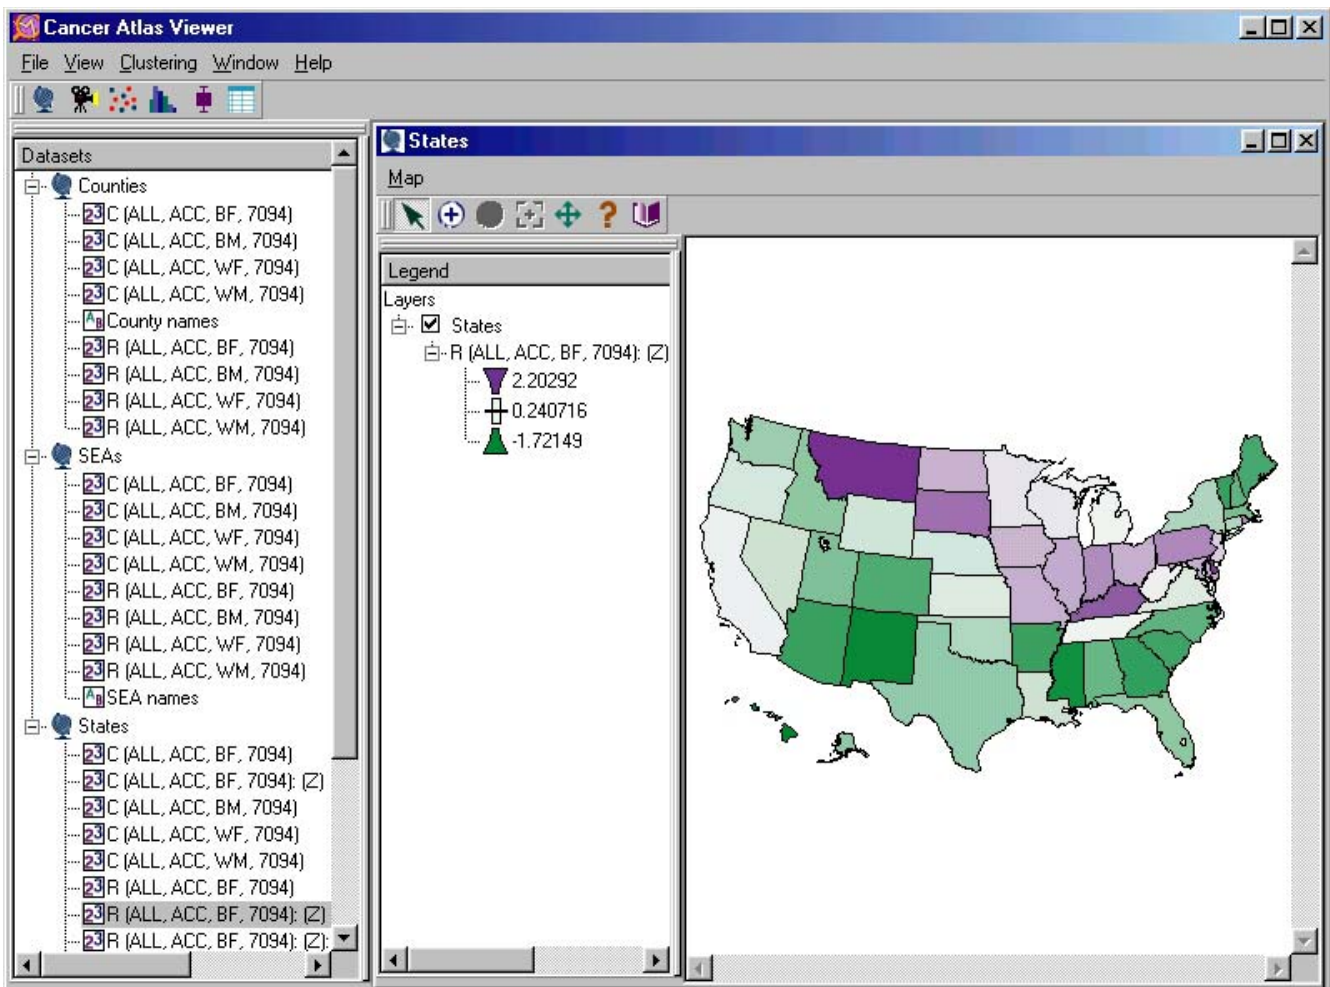 Cancer Atlas Viewer
File View Clustering Window Help
Datasets
Counties
C (ALL, ACC, BF, 7094)
C (ALL, ACC, BM, 7094)
C (ALL, ACC, WF, 7094)
C (ALL, ACC, WM, 7094)
County names
R (ALL, ACC, BF, 7094)
R (ALL, ACC, BM, 7094)
R (ALL, ACC, WF, 7094)
R (ALL, ACC, WM, 7094)
SEAs
C (ALL, ACC, BF, 7094)
C (ALL, ACC, BM, 7094)
C (ALL, ACC, WF, 7094)
C (ALL, ACC, WM, 7094)
R (ALL, ACC, BF, 7094)
R (ALL, ACC, BM, 7094)
R (ALL, ACC, WF, 7094)
R (ALL, ACC, WM, 7094)
SEA names
States
C (ALL, ACC, BF, 7094)
C (ALL, ACC, BF, 7094): (Z)
C (ALL, ACC, BM, 7094)
C (ALL, ACC, WF, 7094)
C (ALL, ACC, WM, 7094)
R (ALL, ACC, BF, 7094)
R (ALL, ACC, BF, 7094): (Z)
R (ALL, ACC, BF, 7094): (Z):
States
Map
Legend
Layers
States
R (ALL, ACC, BF, 7094): (Z)
2.20292
0.240716
-1.72149